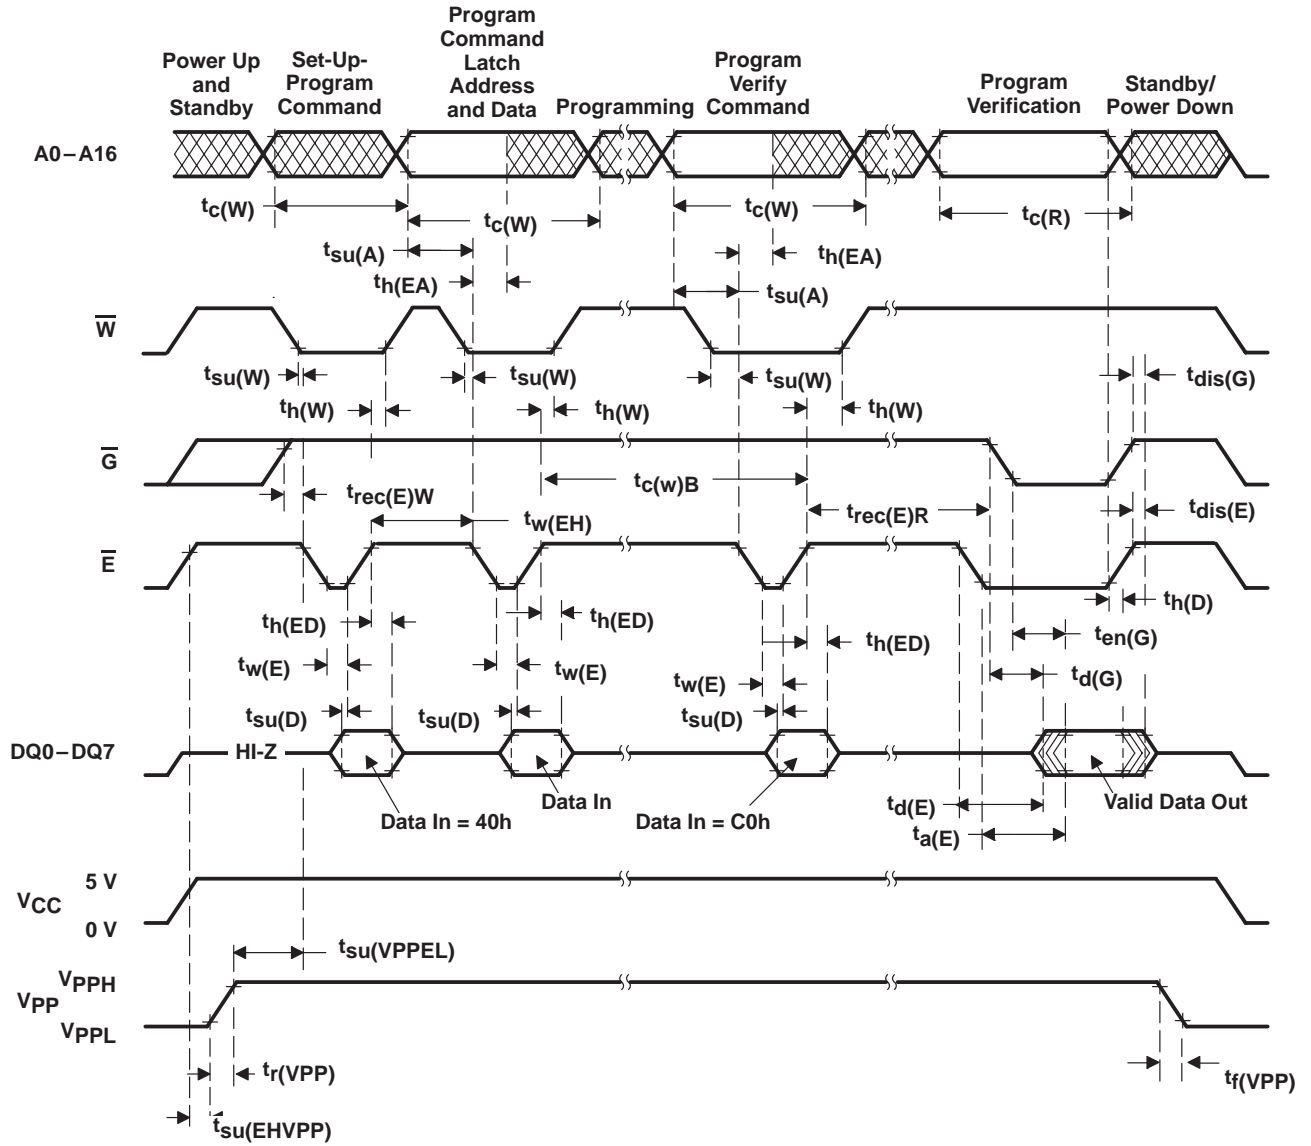 Power Up
and
Standby
Set-Up-
Program
Command
Program
Command
Latch
Address
and Data
Programming
Program
Verify
Command
Program
Verification
Standby/
Power Down
A0–A16
tc(W)
tc(W)
tc(W)
tc(R)
tsu(A)
th(EA)
th(EA)
tsu(A)
W
tsu(W)
tsu(W)
tsu(W)
tdis(G)
th(W)
th(W)
th(W)
G
trec(E)W
tc(w)B
tw(EH)
trec(E)R
tdis(E)
E
th(ED)
th(ED)
th(ED)
th(D)
ten(G)
tw(E)
tw(E)
tw(E)
td(G)
tsu(D)
tsu(D)
tsu(D)
DQ0–DQ7
HI-Z
Data In = 40h
Data In
Data In = C0h
td(E)
Valid Data Out
ta(E)
5 V
VCC
0 V
tsu(VPPEL)
VPPH
VPP
VPPL
tr(VPP)
tf(VPP)
tsu(EHVPP)